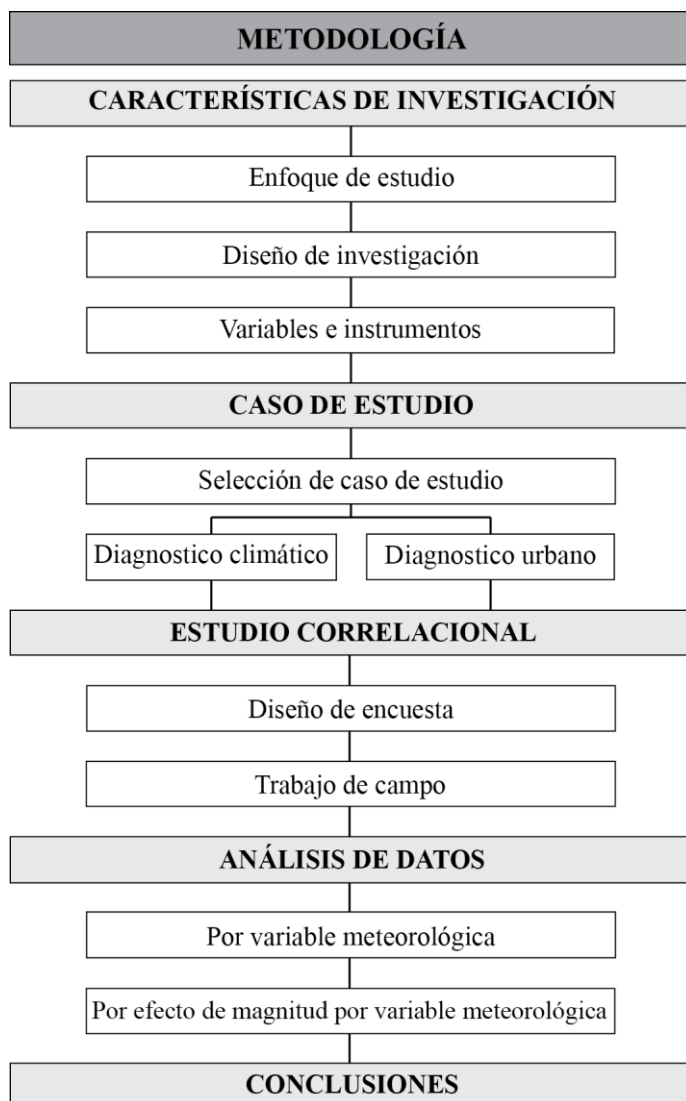 METODOLOGÍA
CARACTERÍSTICAS DE INVESTIGACIÓN
Enfoque de estudio
Diseño de investigación
Variables e instrumentos
CASO DE ESTUDIO
Selección de caso de estudio
Diagnostico climático
Diagnostico urbano
ESTUDIO CORRELACIONAL
Diseño de encuesta
Trabajo de campo
ANÁLISIS DE DATOS
Por variable meteorológica
Por efecto de magnitud por variable meteorológica
CONCLUSIONES